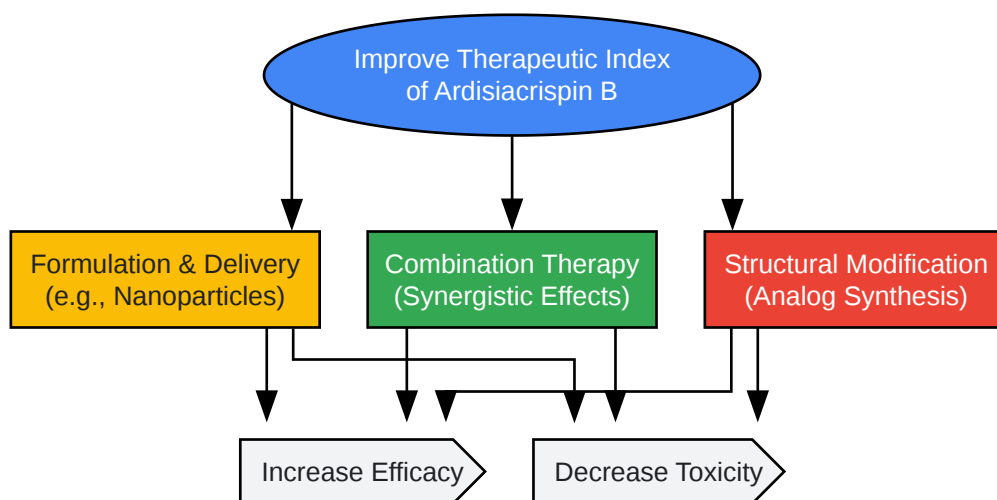 Improve Therapeutic Index
of Ardisiacrispin B
Formulation & Delivery
(e.g., Nanoparticles)
Combination Therapy
(Synergistic Effects)
Structural Modification
(Analog Synthesis)
Increase Efficacy
Decrease Toxicity